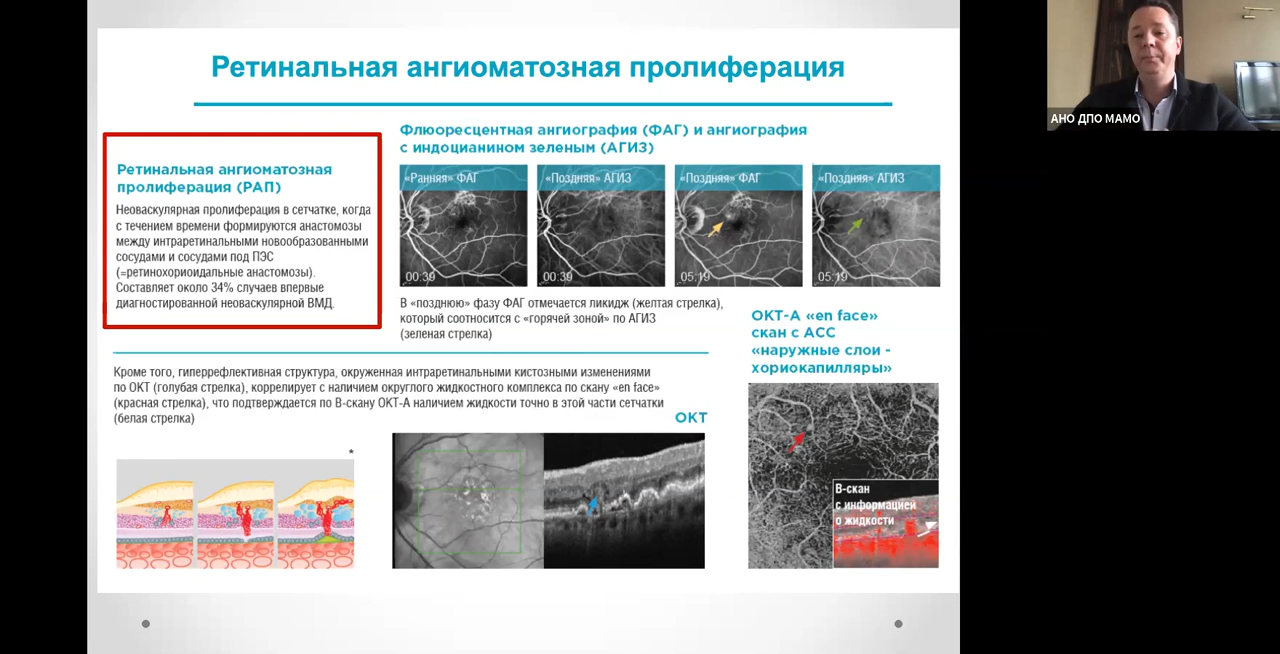 Ретинальная ангиоматозная пролиферация
АНО ДПО МАМО
Ретинальная ангиоматозная
пролиферация (РАП)
Неоваскулярная пролиферация в сетчатке, когда
с течением времени формируются анастомозы
между интраретинальными новообразованными
сосудами и сосудами под ПЭС
(=ретинохориоидальные анастомозы).
Составляет около 34% случаев впервые
диагностированной неоваскулярной ВМД.
Флюоресцентная ангиография (ФАГ) и ангиография
с индоцианином зеленым (АГИЗ)
«Ранняя» ФАГ
«Поздняя» АГИЗ
«Поздняя» ФАГ
«Поздняя» АГИЗ
00:39
00:39
05:19
05:19
В «позднюю» фазу ФАГ отмечается ликидж (желтая стрелка),
который соотносится с «горячей зоной» по АГИЗ
(зеленая стрелка)
ОКТ-А «en face»
скан с АСС
«наружные слои -
хориокапилляры»
Кроме того, гиперрефлективная структура, окруженная интраретинальными кистозными изменениями
по ОКТ (голубая стрелка), коррелирует с наличием округлого жидкостного комплекса по скану «en face»
(красная стрелка), что подтверждается по В-скану ОКТ-А наличием жидкости точно в этой части сетчатки
(белая стрелка)
ОКТ
*
В-скан
с информацией
о жидкости